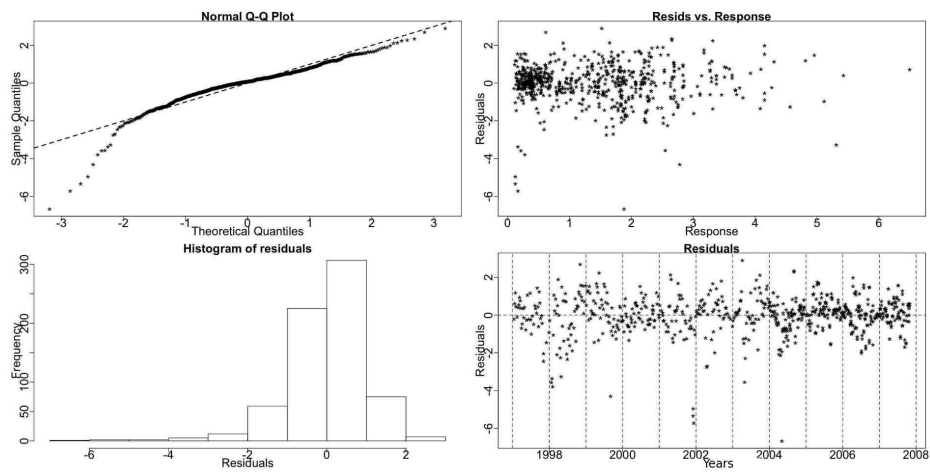 Normal Q-Q Plot
Sample Quantiles
2
0
-2
-4
-6
-3 -2 -1 0 1 2 3
Theoretical Quantiles
Resids vs. Response
Residuals
2
0
-2
-4
-6
0 1 2 3 4 5 6
Response
Histogram of residuals
Frequency
300
200
100
50
0
-6 -4 -2 0 2
Residuals
Residuals
Residuals
2
0
-2
-4
-6
1998 2000 2002 2004 2006 2008
Years